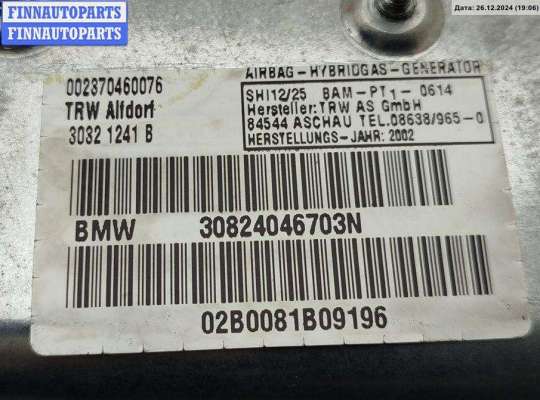 FINNAUTOPARTS
FINNAUTOPARTS
FINNAUTOPARTS
Дата: 26.12.2024 (19:06)
002370460076
TRW Alfdorf
3032 1241 B
AIRBAG-HYBRIDGAS-GENERATOR
SHI12/25 BAM-PT1- 0614
Hersteller:TRW AS GmbH
84544 ASCHAU TEL.08638/965-0
HERSTELLUNGS-JAHR: 2002
BMW 30824046703N
02B0081B09196